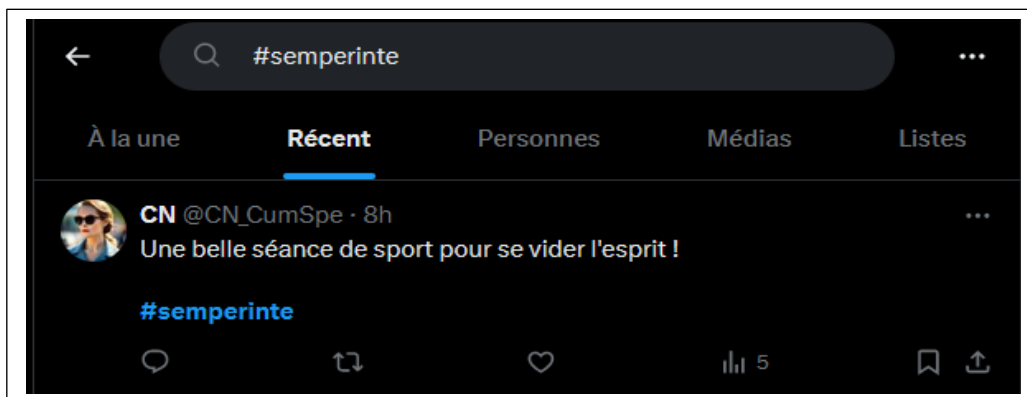 #semperinte
À la une Récent Personnes Médias Listes
CN @CN_CumSpe · 8h
Une belle séance de sport pour se vider l'esprit !
#semperinte
5